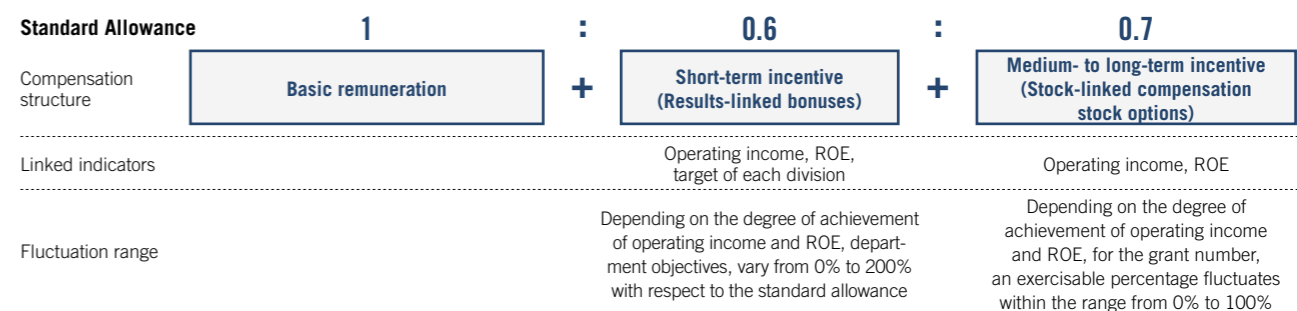 Standard Allowance 1 : 0.6 : 0.7
Compensation
structure
Basic remuneration
+
Short-term incentive
(Results-linked bonuses)
+
Medium- to long-term incentive
(Stock-linked compensation
stock options)
Linked indicators
Operating income, ROE,
target of each division
Operating income, ROE
Fluctuation range
Depending on the degree of achievement
of operating income and ROE, depart-
ment objectives, vary from 0% to 200%
with respect to the standard allowance
Depending on the degree of
achievement of operating income
and ROE, for the grant number,
an exercisable percentage fluctuates
within the range from 0% to 100%